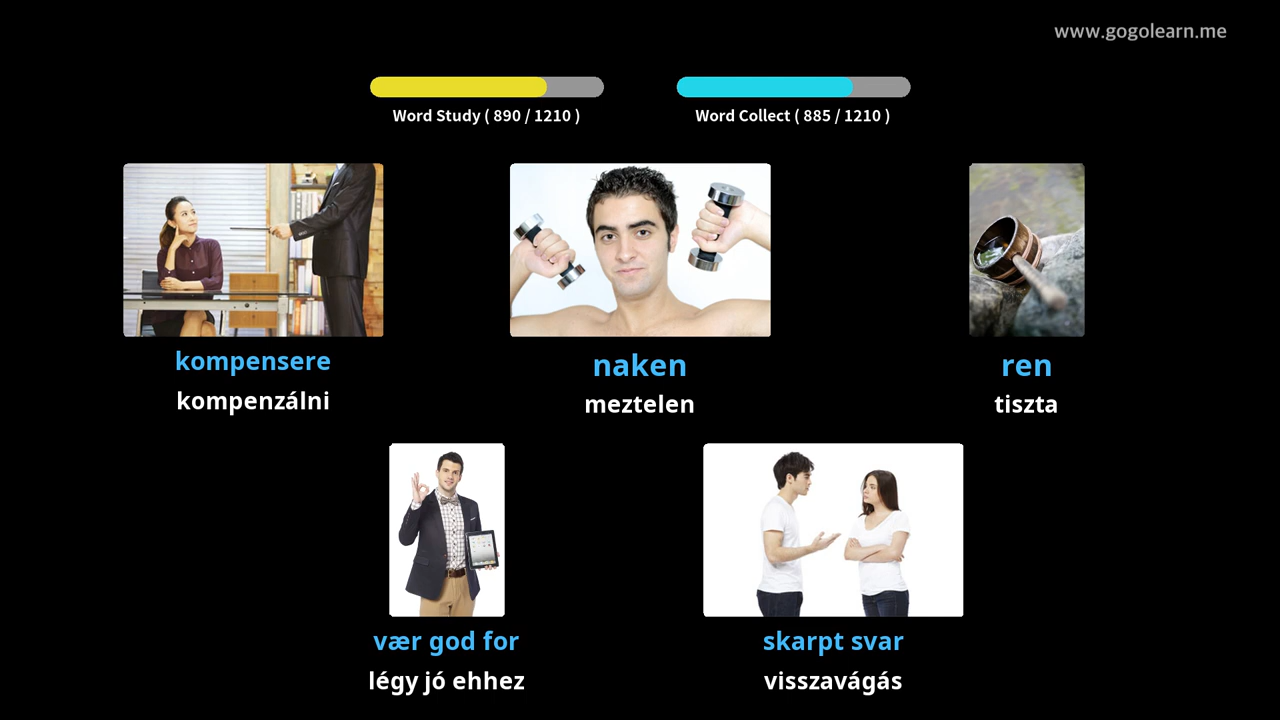 www.gogolearn.me
Word Study ( 890 / 1210 )
Word Collect ( 885 / 1210 )
kompensere
kompenzálni
naken
meztelen
ren
tiszta
vær god for
légy jó ehhez
skarpt svar
visszavágás